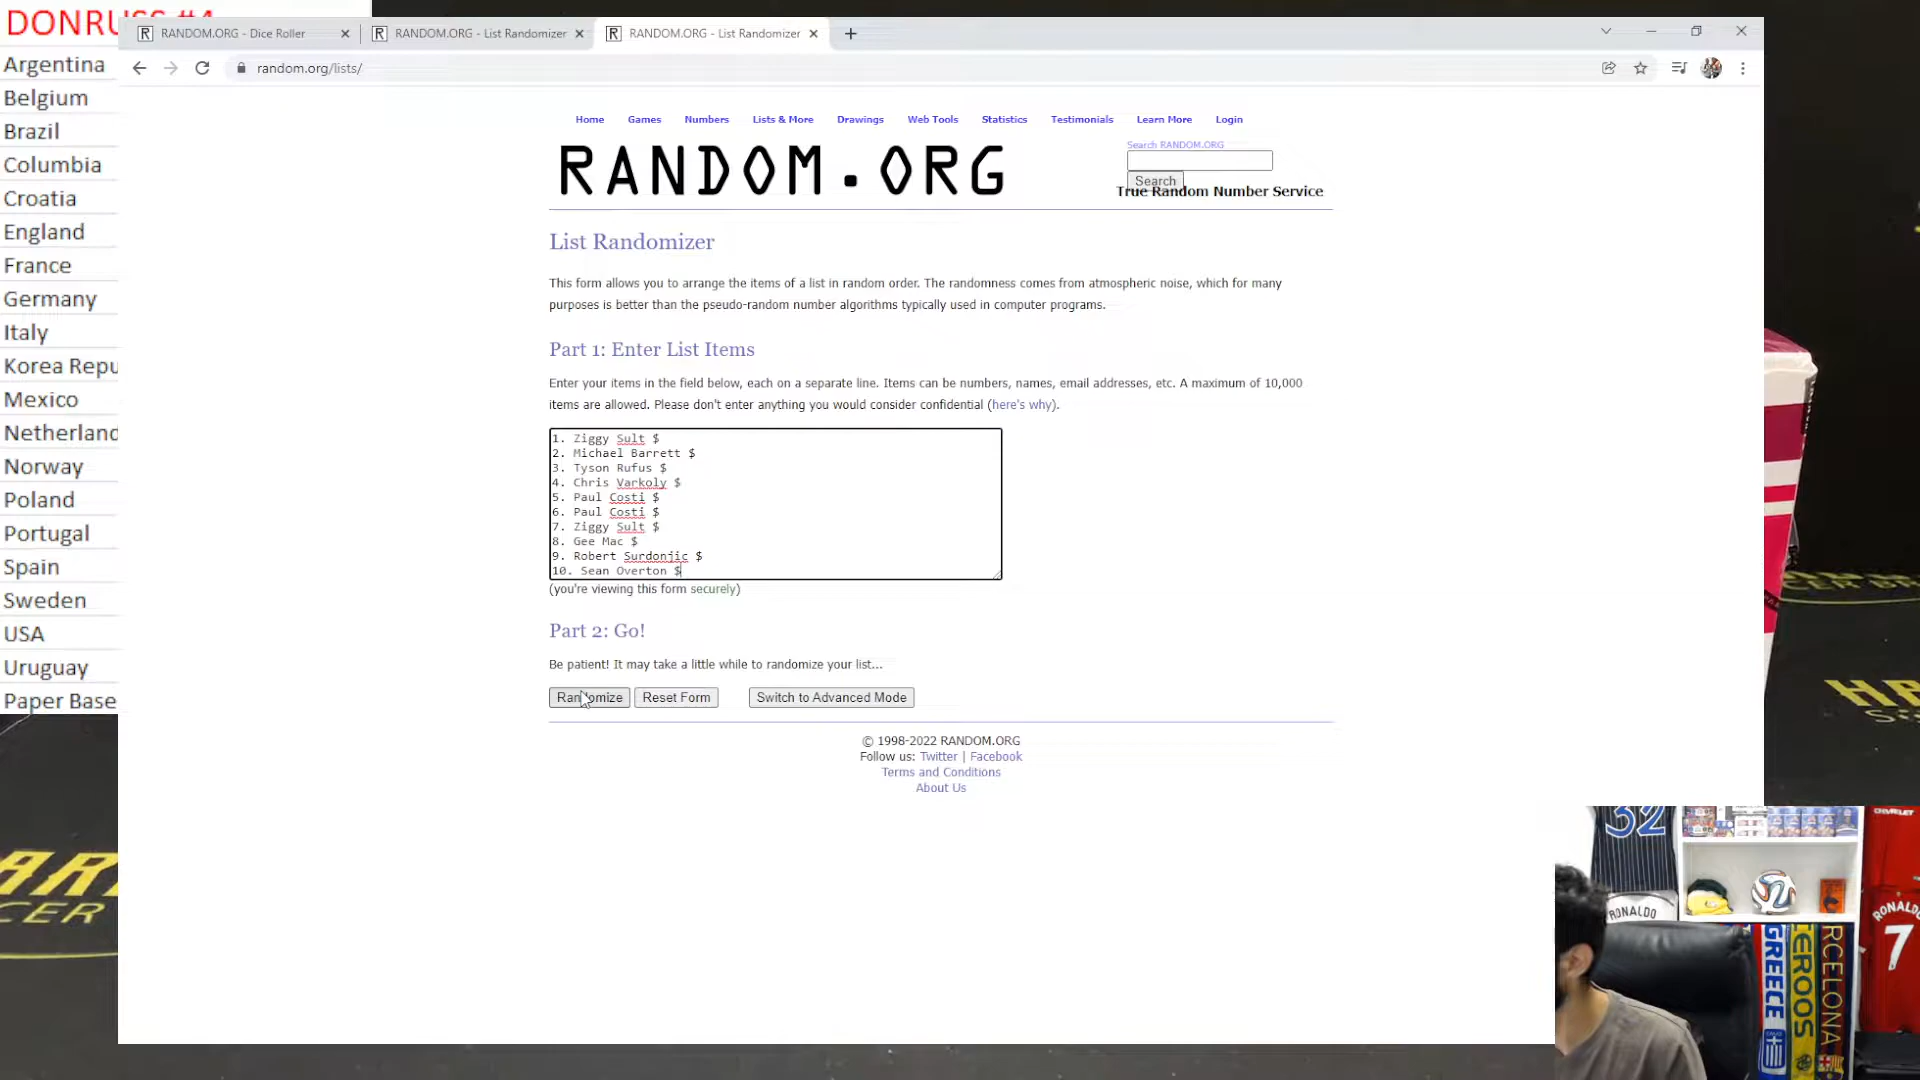 DONRUSS #4
Argentina
Belgium
Brazil
Columbia
Croatia
England
France
Germany
Italy
Korea Repu
Mexico
Netherland
Norway
Poland
Portugal
Spain
Sweden
USA
Uruguay
Paper Base
RANDOM.ORG - Dice Roller
RANDOM.ORG - List Randomizer
RANDOM.ORG - List Randomizer
random.org/lists/
Home Games Numbers Lists & More Drawings Web Tools Statistics Testimonials Learn More Login
Search RANDOM.ORG
RANDOM.ORG
Search
True Random Number Service
List Randomizer
This form allows you to arrange the items of a list in random order. The randomness comes from atmospheric noise, which for many
purposes is better than the pseudo-random number algorithms typically used in computer programs.
Part 1: Enter List Items
Enter your items in the field below, each on a separate line. Items can be numbers, names, email addresses, etc. A maximum of 10,000
items are allowed. Please don't enter anything you would consider confidential (here's why).
1. Ziggy Sult $
2. Michael Barrett $
3. Tyson Rufus $
4. Chris Varkoly $
5. Paul Costi $
6. Paul Costi $
7. Ziggy Sult $
8. Gee Mac $
9. Robert Surdonjic $
10. Sean Overton $
(you're viewing this form securely)
Part 2: Go!
Be patient! It may take a little while to randomize your list...
Randomize Reset Form Switch to Advanced Mode
© 1998-2022 RANDOM.ORG
Follow us: Twitter | Facebook
Terms and Conditions
About Us
32
RONALDO
CHEVROLET
RONALDO
7
GREECE